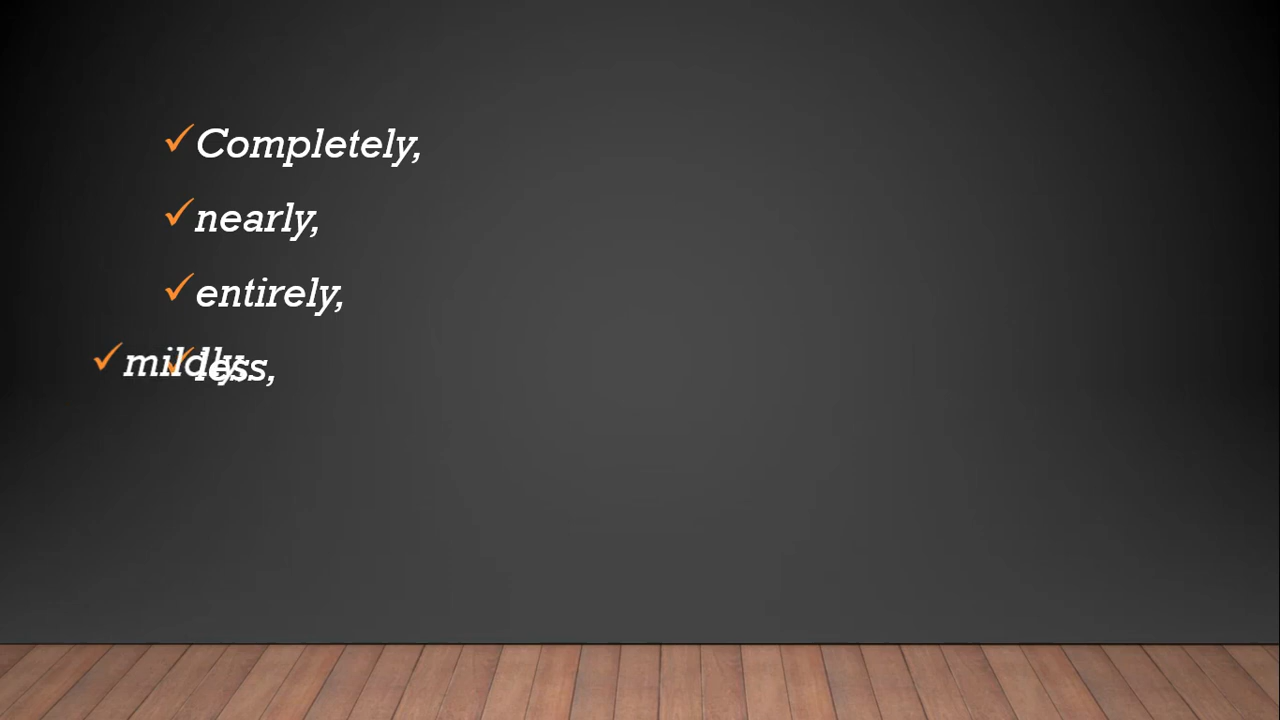 ✓Completely,
✓nearly,
✓entirely,
✓less,
✓mildly,